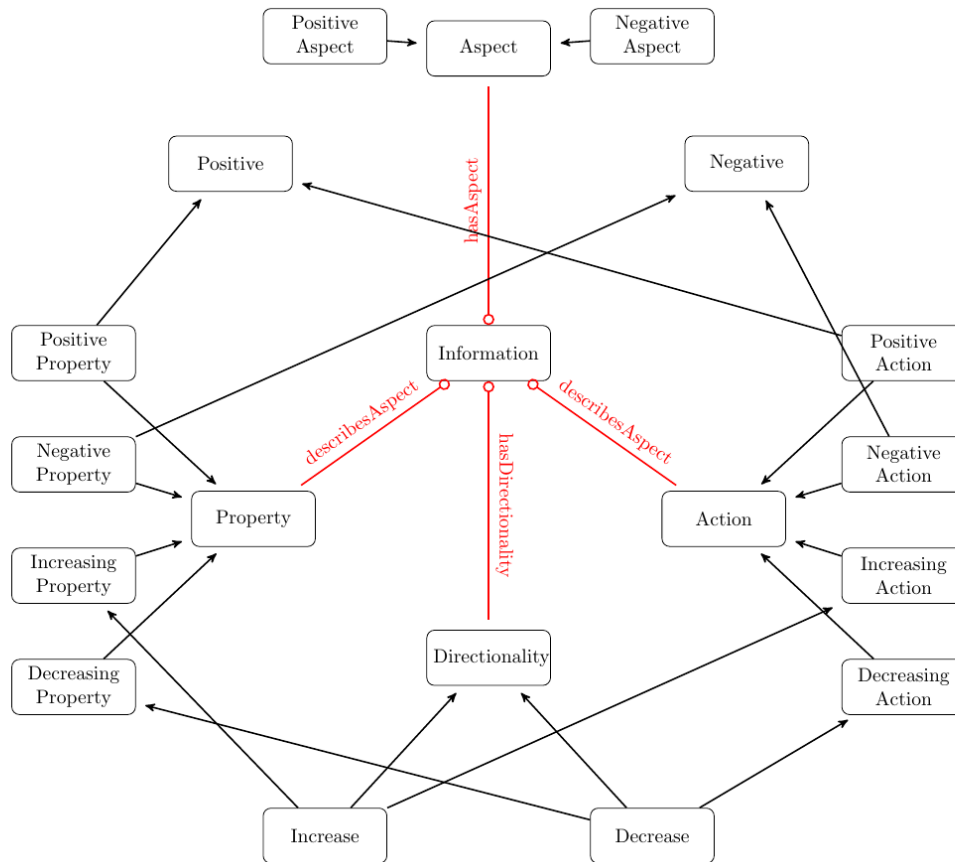 Positive
Aspect
Aspect
Negative
Aspect
Positive
Negative
hasAspect
Positive
Property
Information
Positive
Action
describesAspect
describesAspect
Negative
Property
hasDirectionality
Negative
Action
Property
Action
Increasing
Property
Increasing
Action
Directionality
Decreasing
Property
Decreasing
Action
Increase
Decrease